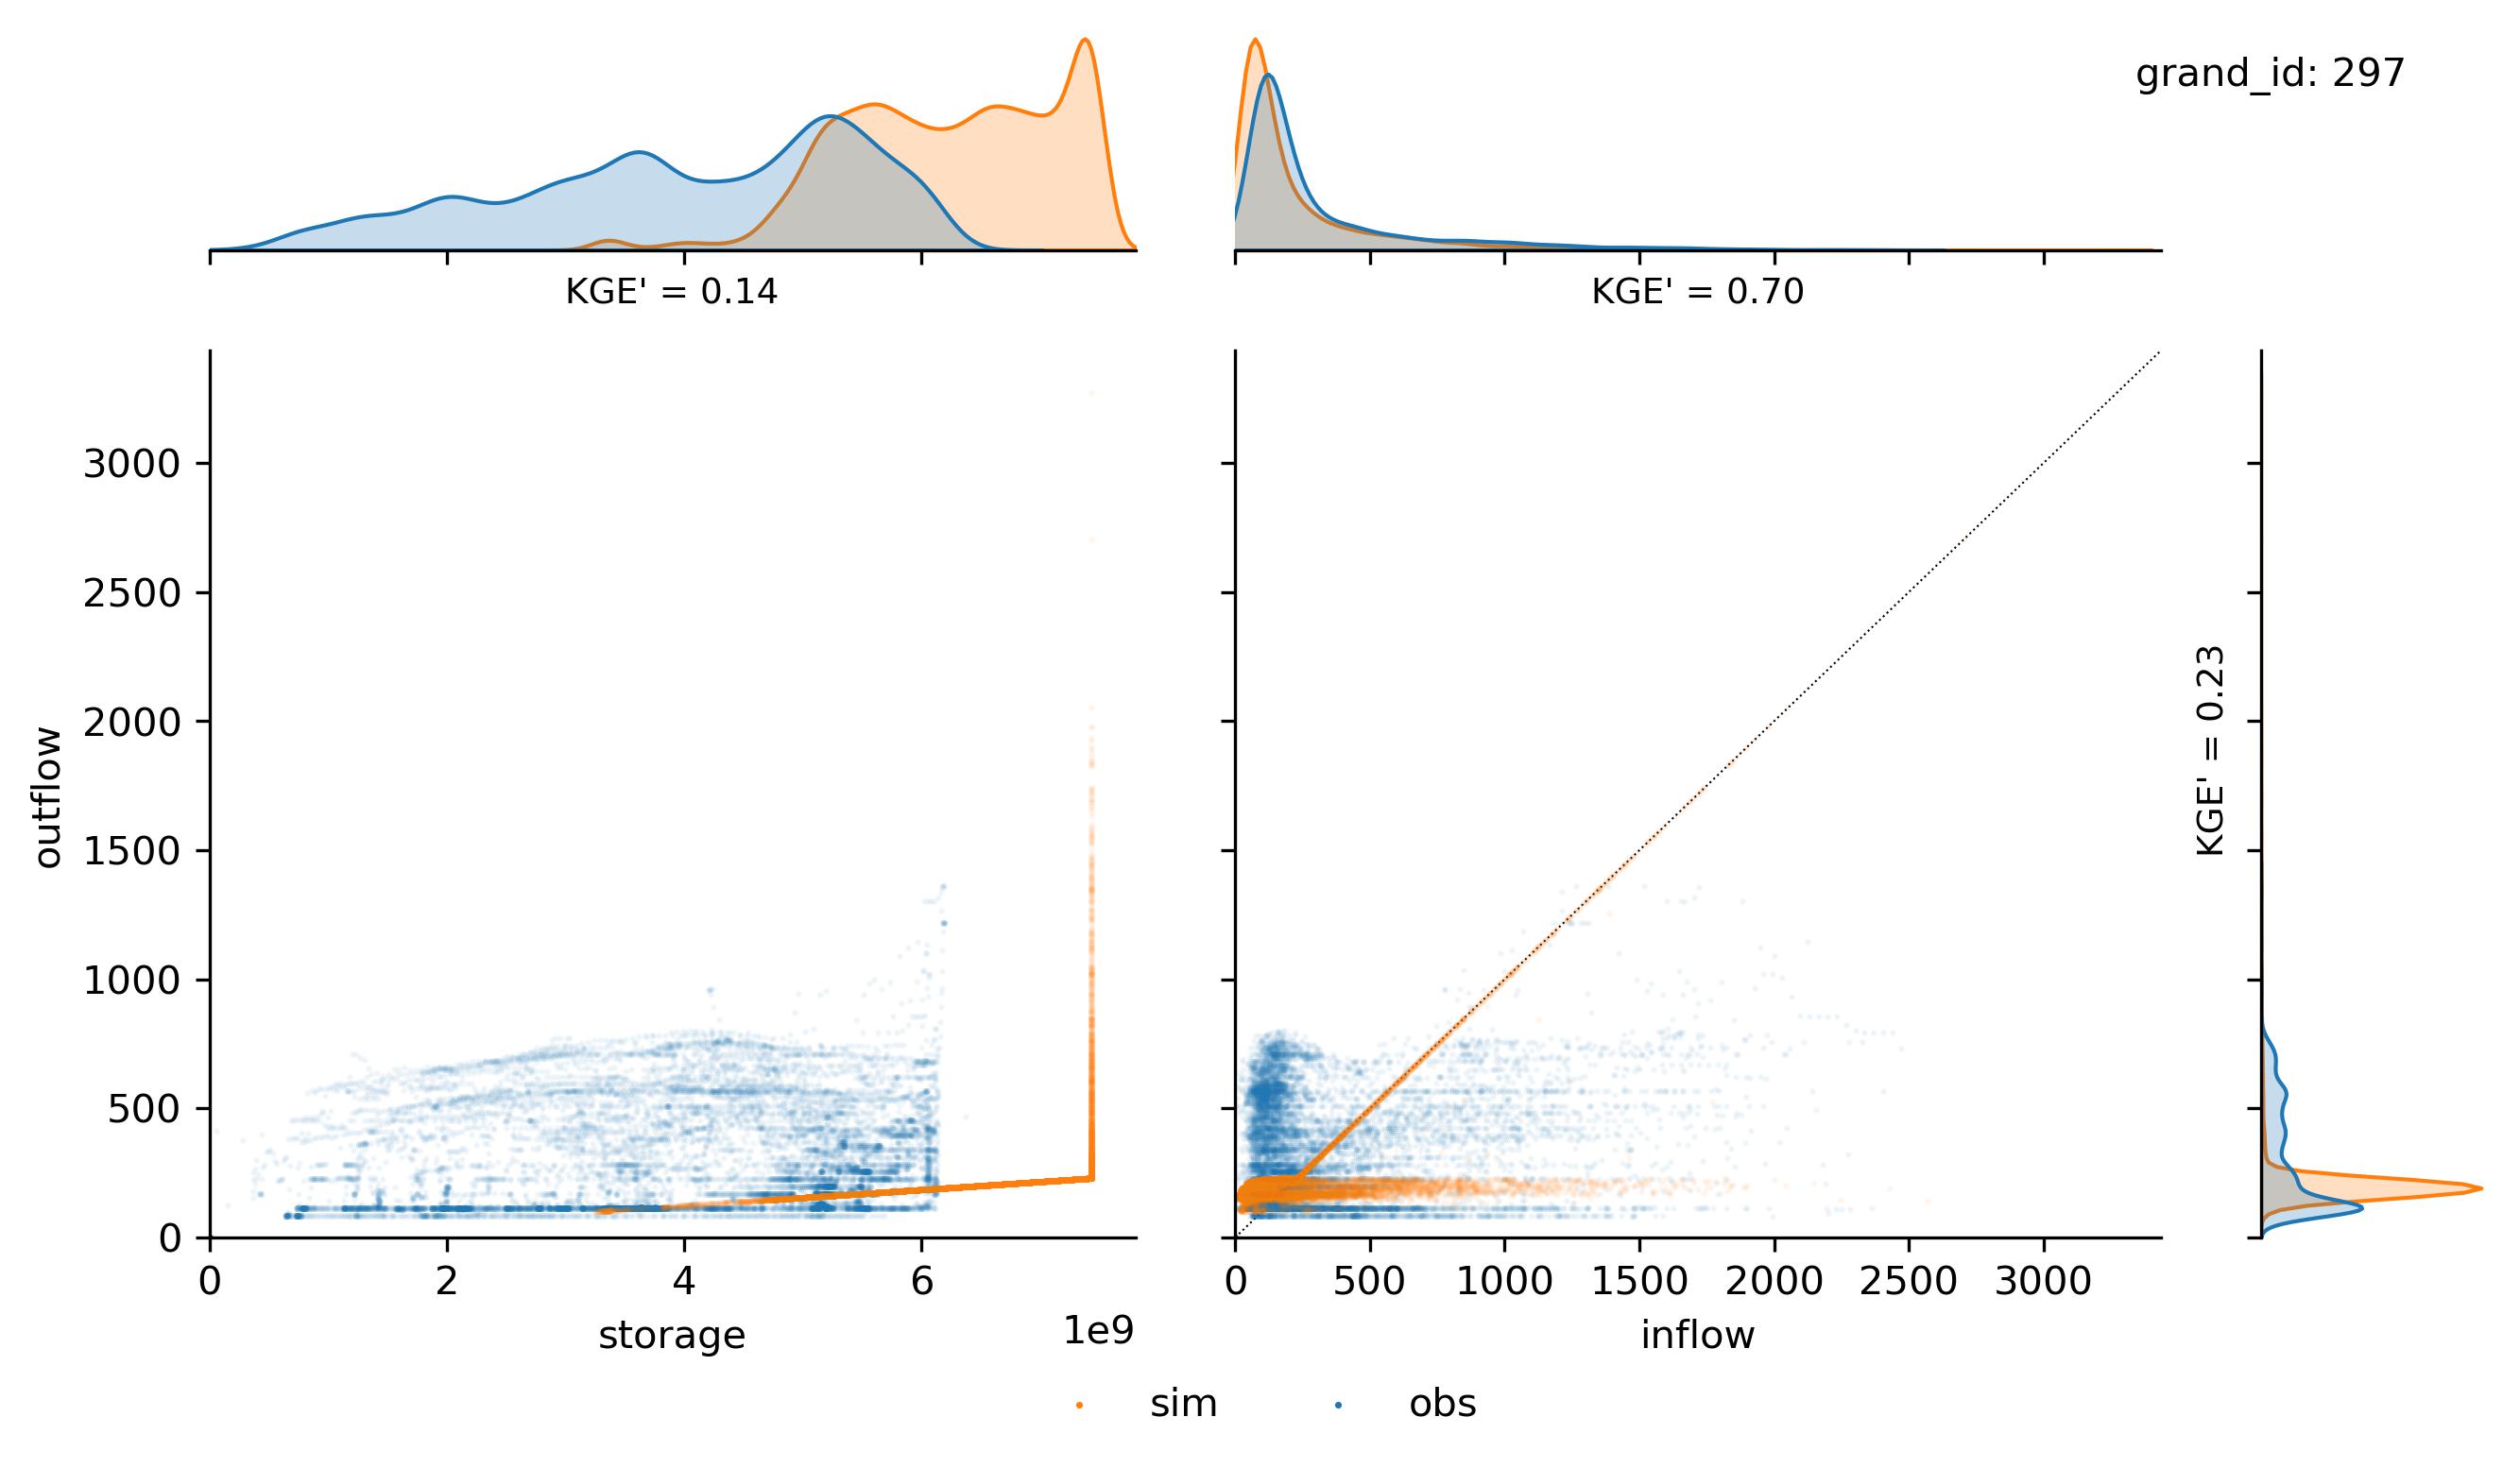 grand_id: 297
KGE' = 0.14
KGE' = 0.70
outflow
3000
2500
2000
1500
1000
500
0
KGE' = 0.23
0 2 4 6
1e9
storage
0 500 1000 1500 2000 2500 3000
inflow
sim obs